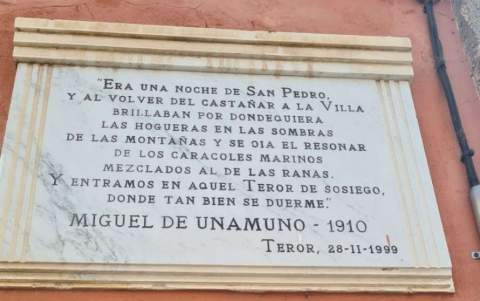 "Era una noche de San Pedro,
y al volver del castañar a la Villa
brillaban por dondequiera
las hogueras en las sombras
de las montañas y se oia el resonar
de los caracoles marinos
mezclados al de las ranas.
Y entramos en aquel Teror de sosiego,
donde tan bien se duerme."
MIGUEL DE UNAMUNO - 1910
Teror, 28-11-1999